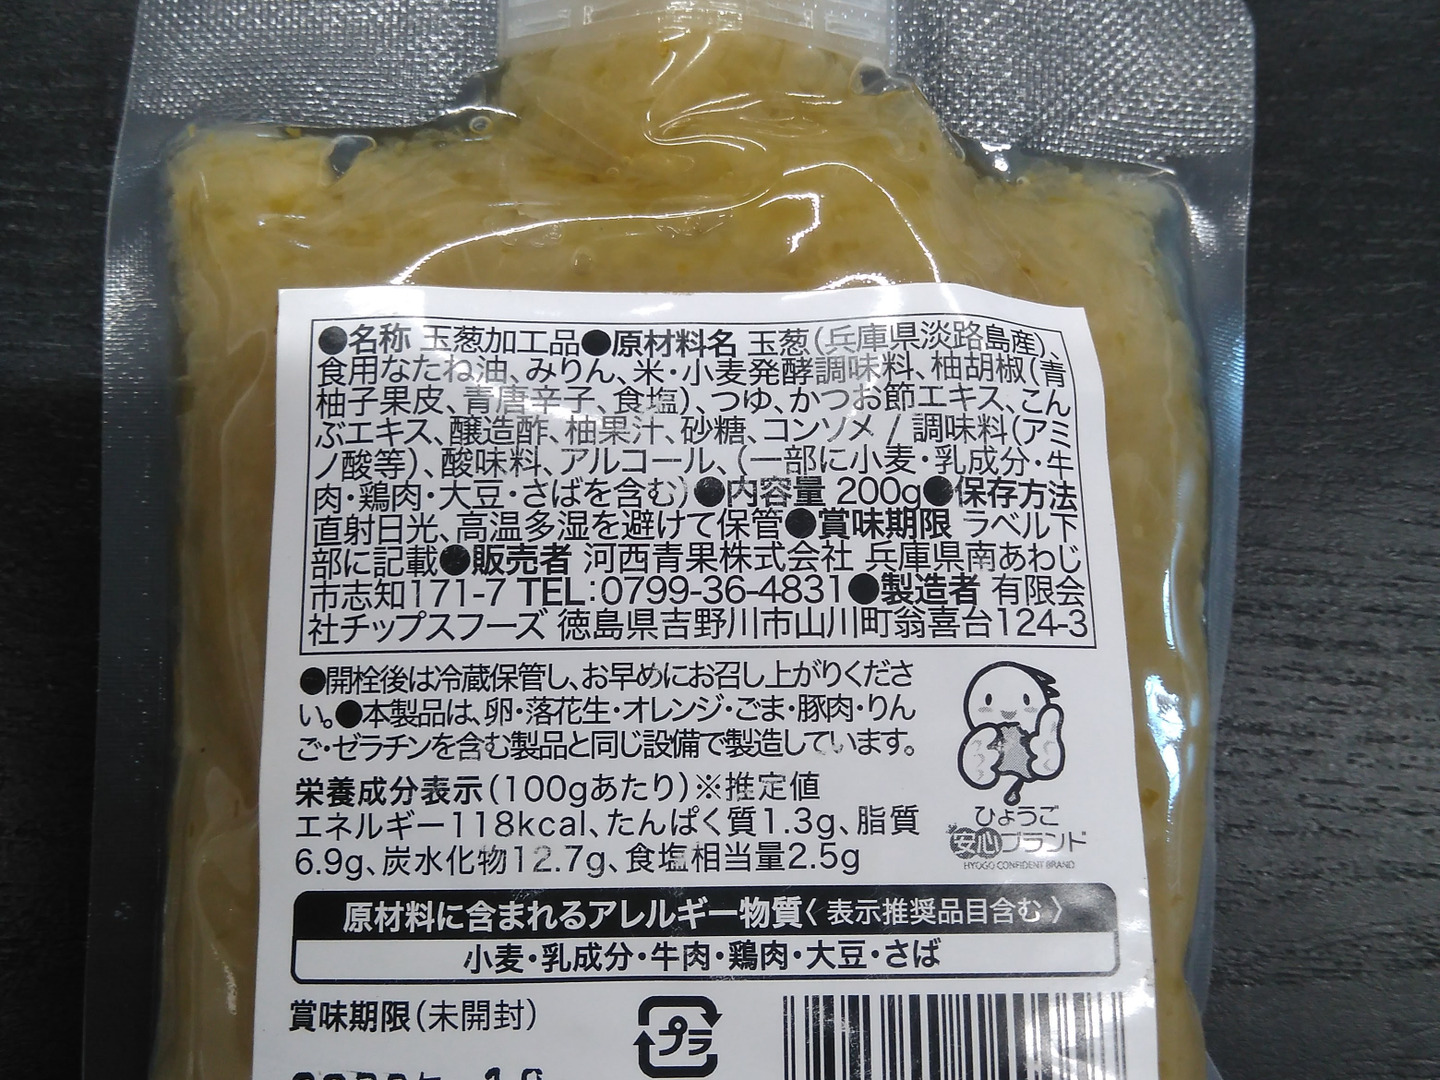 ●名称 玉葱加工品●原材料名 玉葱(兵庫県淡路島産)、
食用なたね油、みりん、米・小麦発酵調味料、柚胡椒(青
柚子果皮、青唐辛子、食塩)、つゆ、かつお節エキス、こん
ぶエキス、醸造酢、柚果汁、砂糖、コンソメ / 調味料(アミ
ノ酸等)、酸味料、アルコール、(一部に小麦・乳成分・牛
肉・鶏肉・大豆・さばを含む)●内容量 200g●保存方法
直射日光、高温多湿を避けて保管●賞味期限 ラベル下
部に記載●販売者 河西青果株式会社 兵庫県南あわじ
市志知171-7 TEL:0799-36-4831●製造者 有限会
社チップスフーズ 徳島県吉野川市山川町翁喜台124-3
●開栓後は冷蔵保管し、お早めにお召し上がりくださ
い。●本製品は、卵・落花生・オレンジ・ごま・豚肉・りん
ご・ゼラチンを含む製品と同じ設備で製造しています。
栄養成分表示(100gあたり)※推定値
エネルギー118kcal、たんぱく質1.3g、脂質
6.9g、炭水化物12.7g、食塩相当量2.5g
ひょうご
安心ブランド
HYOGO CONFIDENT BRAND
原材料に含まれるアレルギー物質〈表示推奨品目含む〉
小麦・乳成分・牛肉・鶏肉・大豆・さば
賞味期限(未開封)
プラ